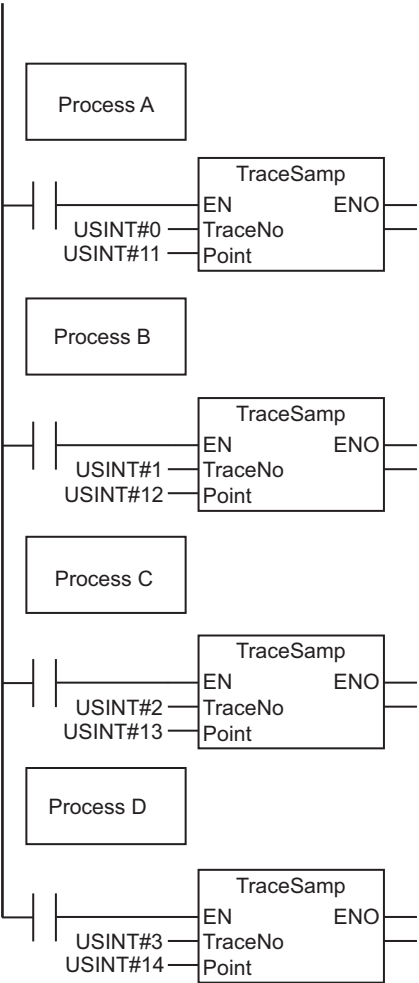 Process A
TraceSamp
EN ENO
USINT#0 TraceNo
USINT#11 Point
Process B
TraceSamp
EN ENO
USINT#1 TraceNo
USINT#12 Point
Process C
TraceSamp
EN ENO
USINT#2 TraceNo
USINT#13 Point
Process D
TraceSamp
EN ENO
USINT#3 TraceNo
USINT#14 Point